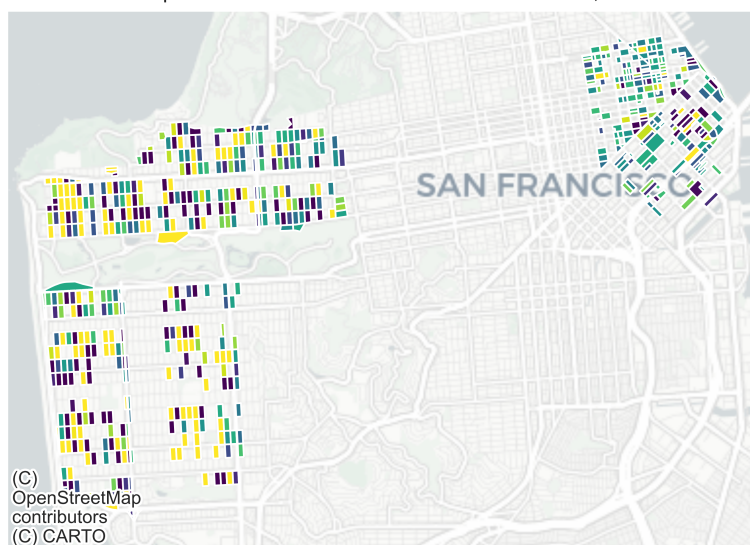 SAN FRANCISCO
(C)
OpenStreetMap
contributors
(C) CARTO